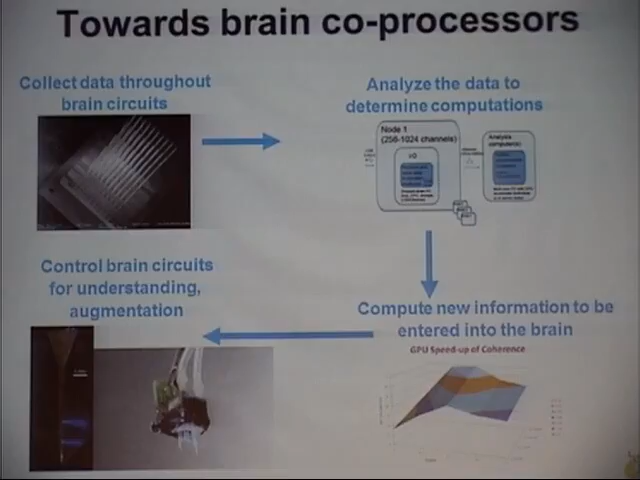 Towards brain co-processors
Collect data throughout
brain circuits
Analyze the data to
determine computations
Node 1
(256-1024 channels)
I/O
Analysis
computer(s)
Control brain circuits
for understanding,
augmentation
Compute new information to be
entered into the brain
GPU Speed-up of Coherence